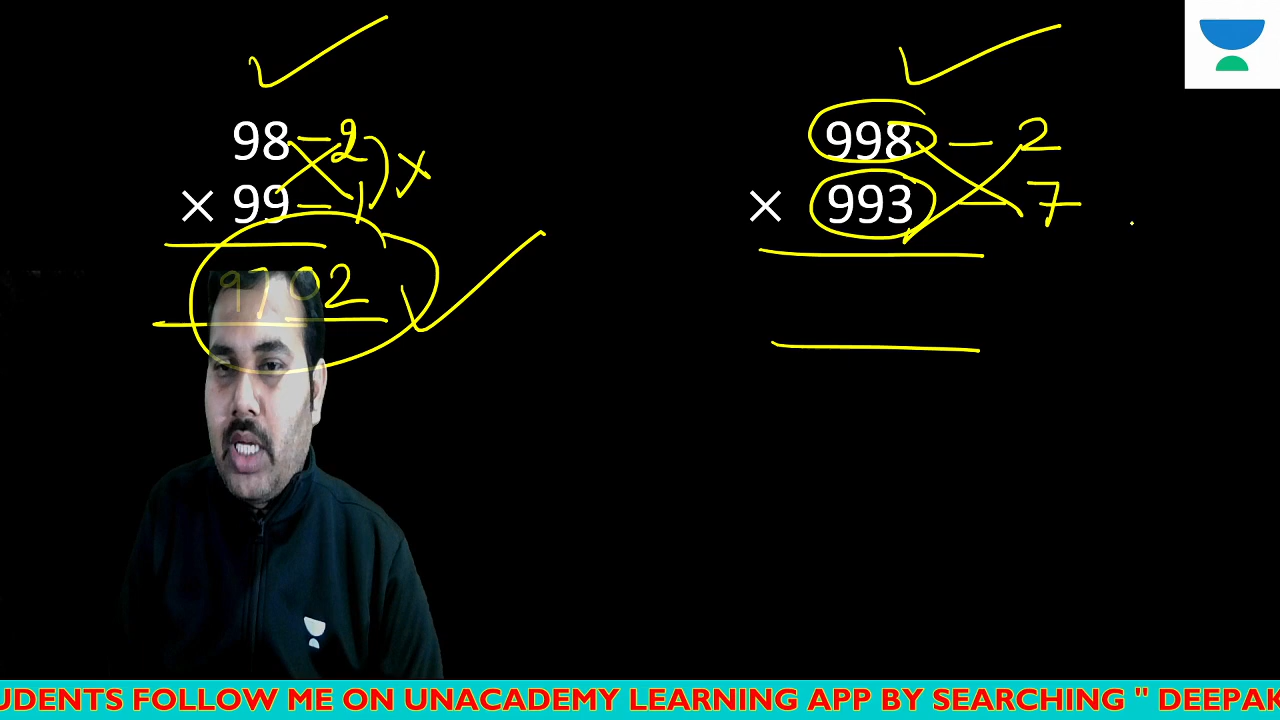 98 - 2
× 99 - 1
×
9702
998 - 2
× 993 - 7
UDENTS FOLLOW ME ON UNACADEMY LEARNING APP BY SEARCHING " DEEPAK